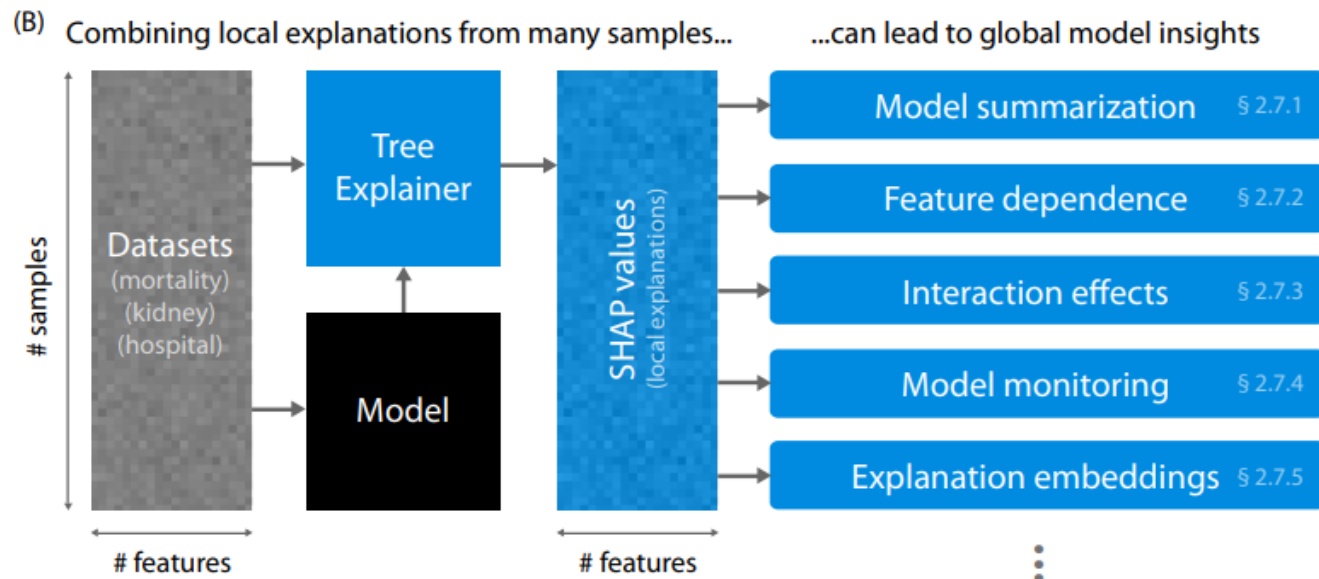 (B) Combining local explanations from many samples... ...can lead to global model insights
# samples
Datasets
(mortality)
(kidney)
(hospital)
# features
Tree
Explainer
Model
SHAP values
(local explanations)
# features
Model summarization § 2.7.1
Feature dependence § 2.7.2
Interaction effects § 2.7.3
Model monitoring § 2.7.4
Explanation embeddings § 2.7.5